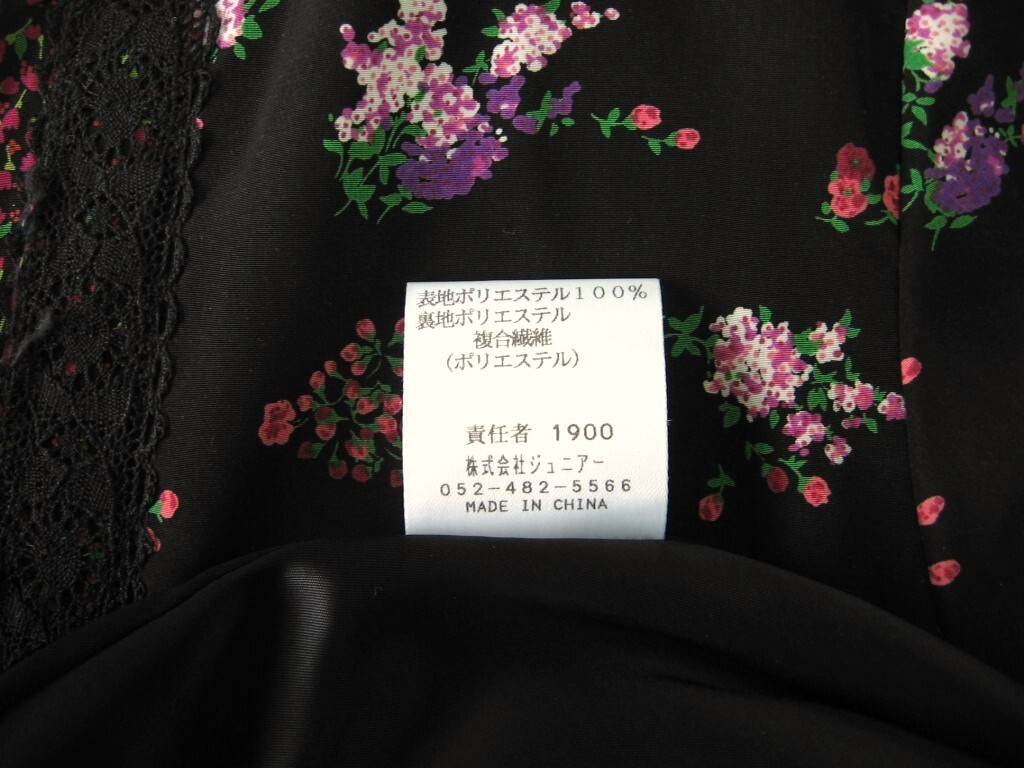 表地ポリエステル１００％
裏地ポリエステル
複合繊維
（ポリエステル）
責任者 1900
株式会社ジュニアー
052-482-5566
MADE IN CHINA